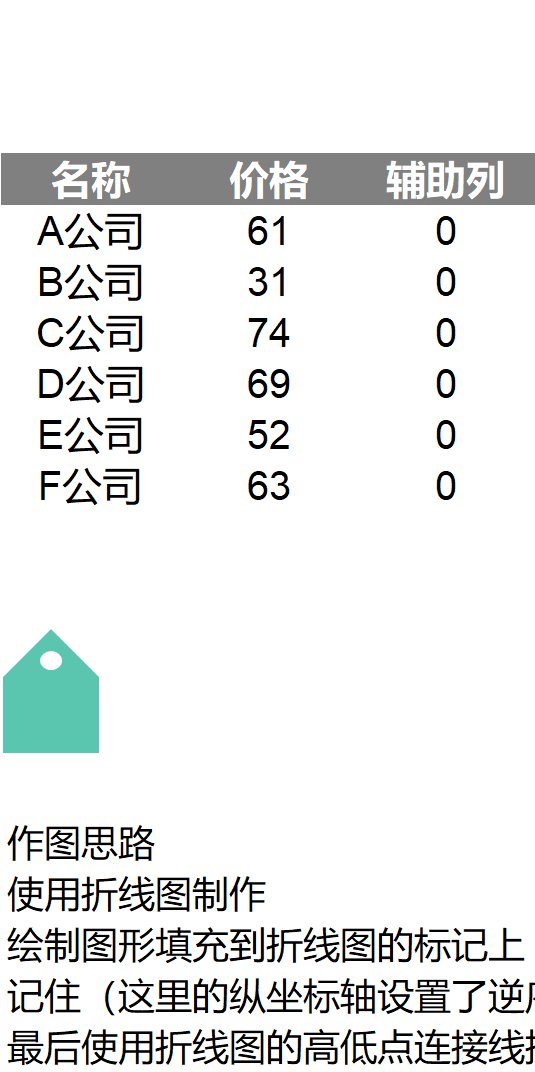 名称 价格 辅助列
A公司 61 0
B公司 31 0
C公司 74 0
D公司 69 0
E公司 52 0
F公司 63 0
作图思路
使用折线图制作
绘制图形填充到折线图的标记上
记住（这里的纵坐标轴设置了逆
最后使用折线图的高低点连接线